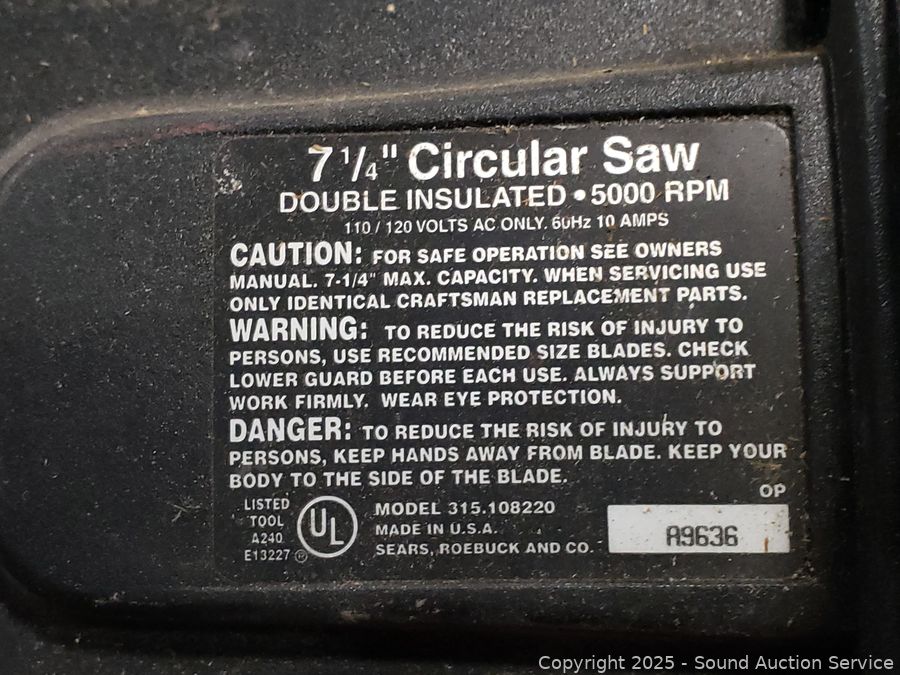 7 1/4" Circular Saw
DOUBLE INSULATED • 5000 RPM
110 / 120 VOLTS AC ONLY. 60Hz 10 AMPS
CAUTION: FOR SAFE OPERATION SEE OWNERS
MANUAL. 7-1/4" MAX. CAPACITY. WHEN SERVICING USE
ONLY IDENTICAL CRAFTSMAN REPLACEMENT PARTS.
WARNING: TO REDUCE THE RISK OF INJURY TO
PERSONS, USE RECOMMENDED SIZE BLADES. CHECK
LOWER GUARD BEFORE EACH USE. ALWAYS SUPPORT
WORK FIRMLY. WEAR EYE PROTECTION.
DANGER: TO REDUCE THE RISK OF INJURY TO
PERSONS, KEEP HANDS AWAY FROM BLADE. KEEP YOUR
BODY TO THE SIDE OF THE BLADE.
OP
LISTED
TOOL
A240
E13227 ®
UL
MODEL 315.108220
MADE IN U.S.A.
SEARS, ROEBUCK AND CO.
A9636
Copyright 2025 - Sound Auction Service